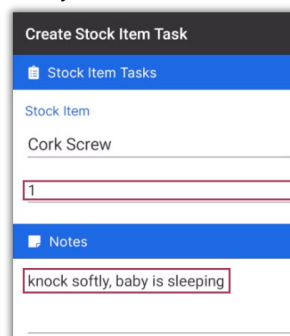 Create Stock Item Task
Stock Item Tasks
Stock Item
Cork Screw
1
Notes
knock softly, baby is sleeping